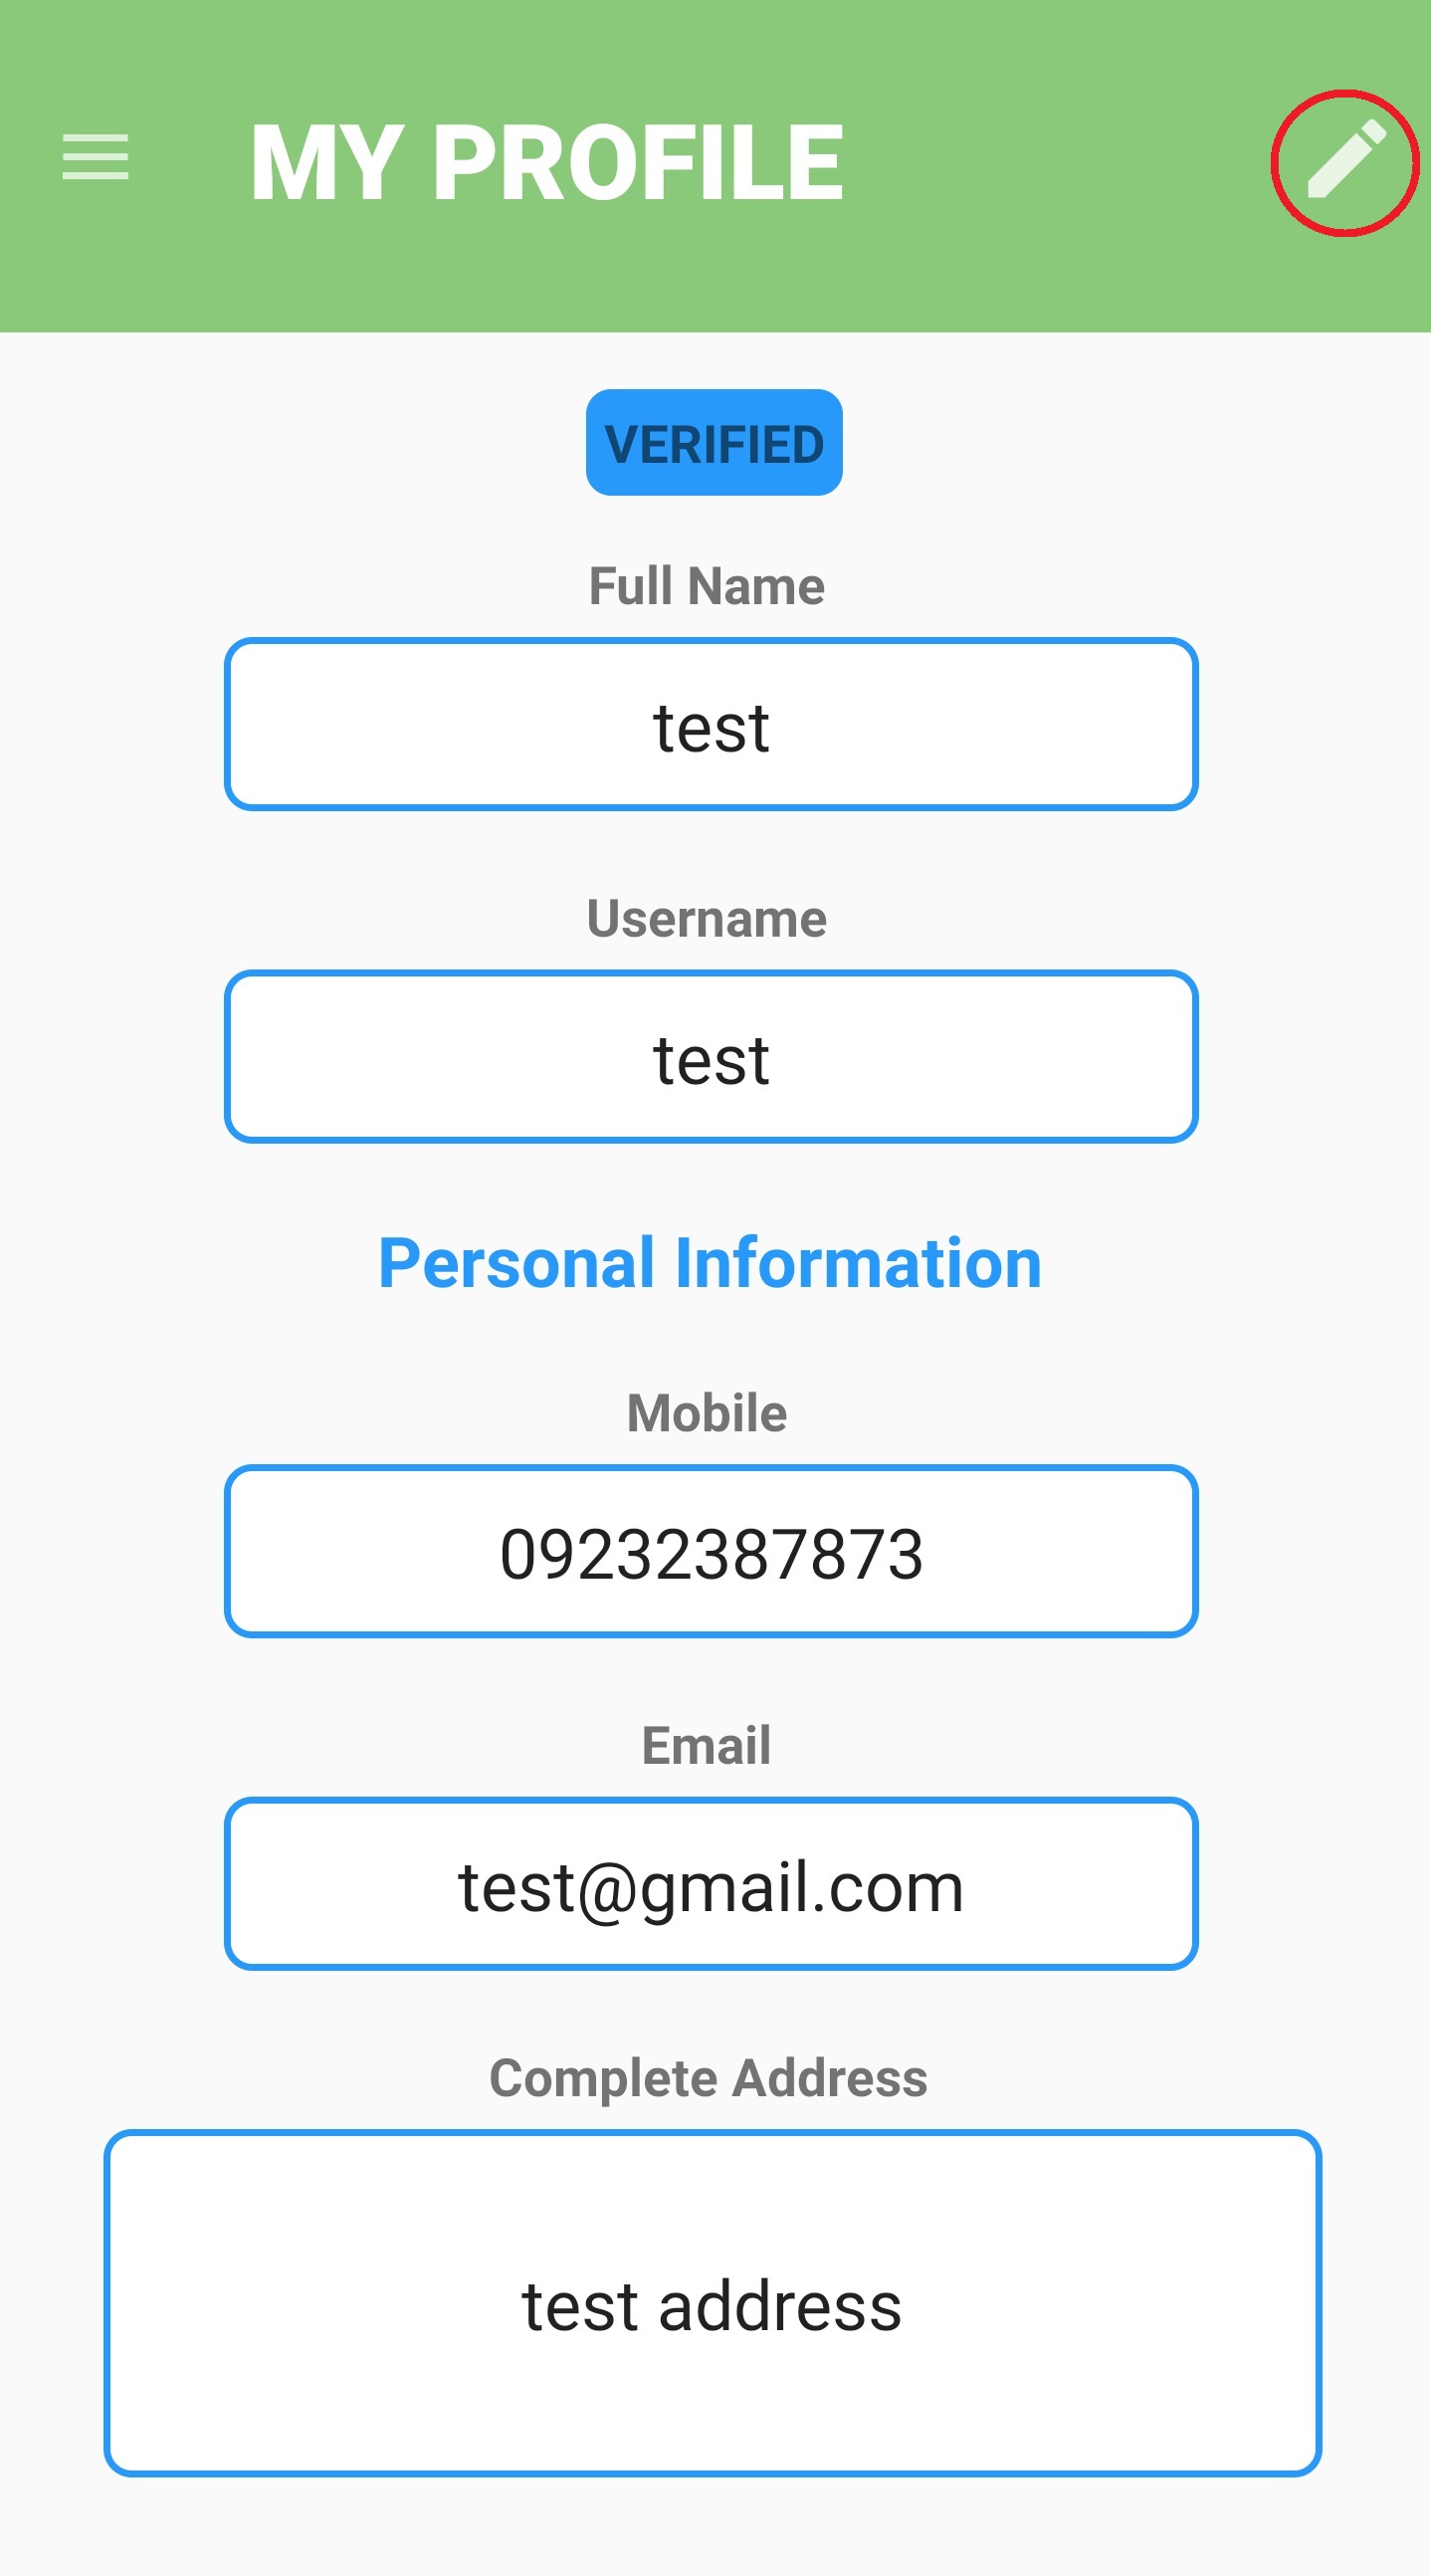 MY PROFILE
VERIFIED
Full Name
test
Username
test
Personal Information
Mobile
09232387873
Email
test@gmail.com
Complete Address
test address